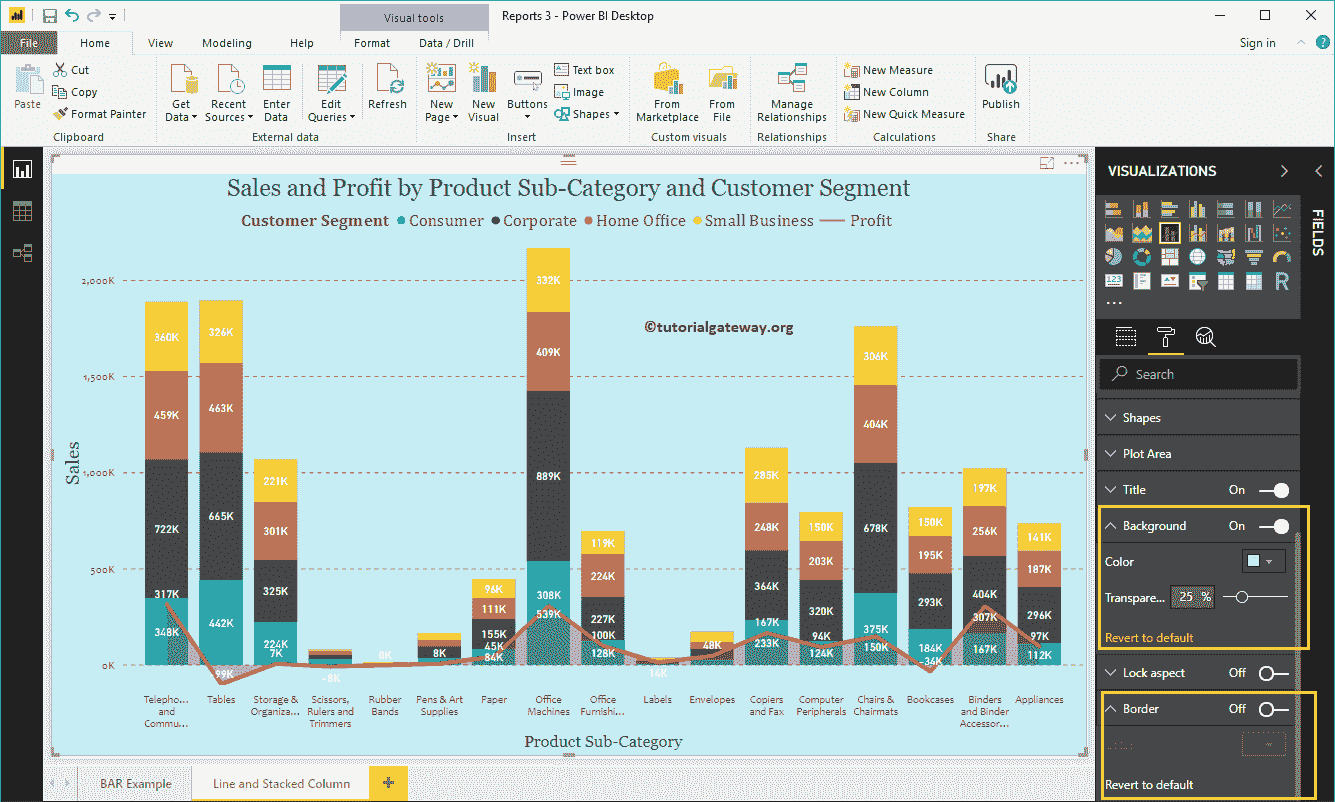 Visual tools
Reports 3 - Power BI Desktop
File Home View Modeling Help Format Data / Drill Sign in
Paste
Cut
Copy
Format Painter
Clipboard
Get Data
Recent Sources
Enter Data
Edit Queries
Refresh
External data
New Page
New Visual
Buttons
Text box
Image
Shapes
Insert
From Marketplace
From File
Custom visuals
Manage Relationships
Relationships
New Measure
New Column
New Quick Measure
Calculations
Publish
Share
Sales and Profit by Product Sub-Category and Customer Segment
Customer Segment Consumer Corporate Home Office Small Business Profit
©tutorialgateway.org
Sales
2,000K
1,500K
1,000K
500K
0K
360K
459K
722K
317K
348K
326K
463K
665K
442K
-99K
221K
301K
325K
224K
7K
-8K
0K
8K
96K
111K
155K
45K
84K
332K
409K
889K
308K
539K
119K
224K
227K
100K
128K
14K
48K
285K
248K
364K
167K
233K
150K
203K
320K
94K
124K
306K
404K
678K
375K
150K
150K
195K
293K
184K
-34K
197K
256K
404K
307K
167K
141K
187K
296K
97K
112K
Telepho... and Commu...
Tables
Storage & Organiza...
Scissors, Rulers and Trimmers
Rubber Bands
Pens & Art Supplies
Paper
Office Machines
Office Furnishi...
Labels
Envelopes
Copiers and Fax
Computer Peripherals
Chairs & Chairmats
Bookcases
Binders and Binder Accessor...
Appliances
Product Sub-Category
BAR Example
Line and Stacked Column
VISUALIZATIONS
FIELDS
123
R
Search
Shapes
Plot Area
Title On
Background On
Color
Transpare... 25 %
Revert to default
Lock aspect Off
Border Off
Revert to default